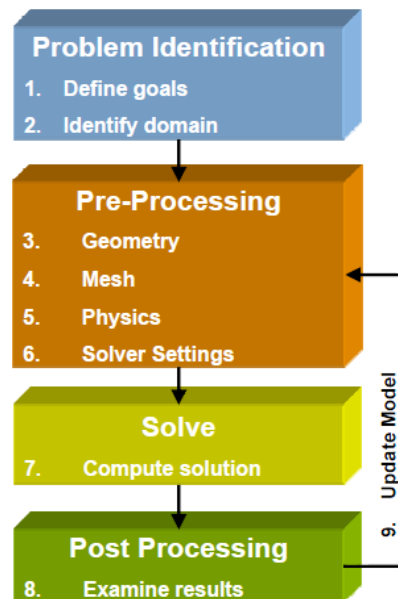 Problem Identification
1. Define goals
2. Identify domain
Pre-Processing
3. Geometry
4. Mesh
5. Physics
6. Solver Settings
Solve
7. Compute solution
Post Processing
8. Examine results
9. Update Model